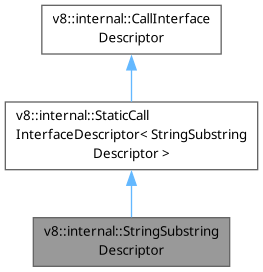 v8::internal::CallInterface
Descriptor
v8::internal::StaticCall
InterfaceDescriptor< StringSubstring
Descriptor >
v8::internal::StringSubstring
Descriptor